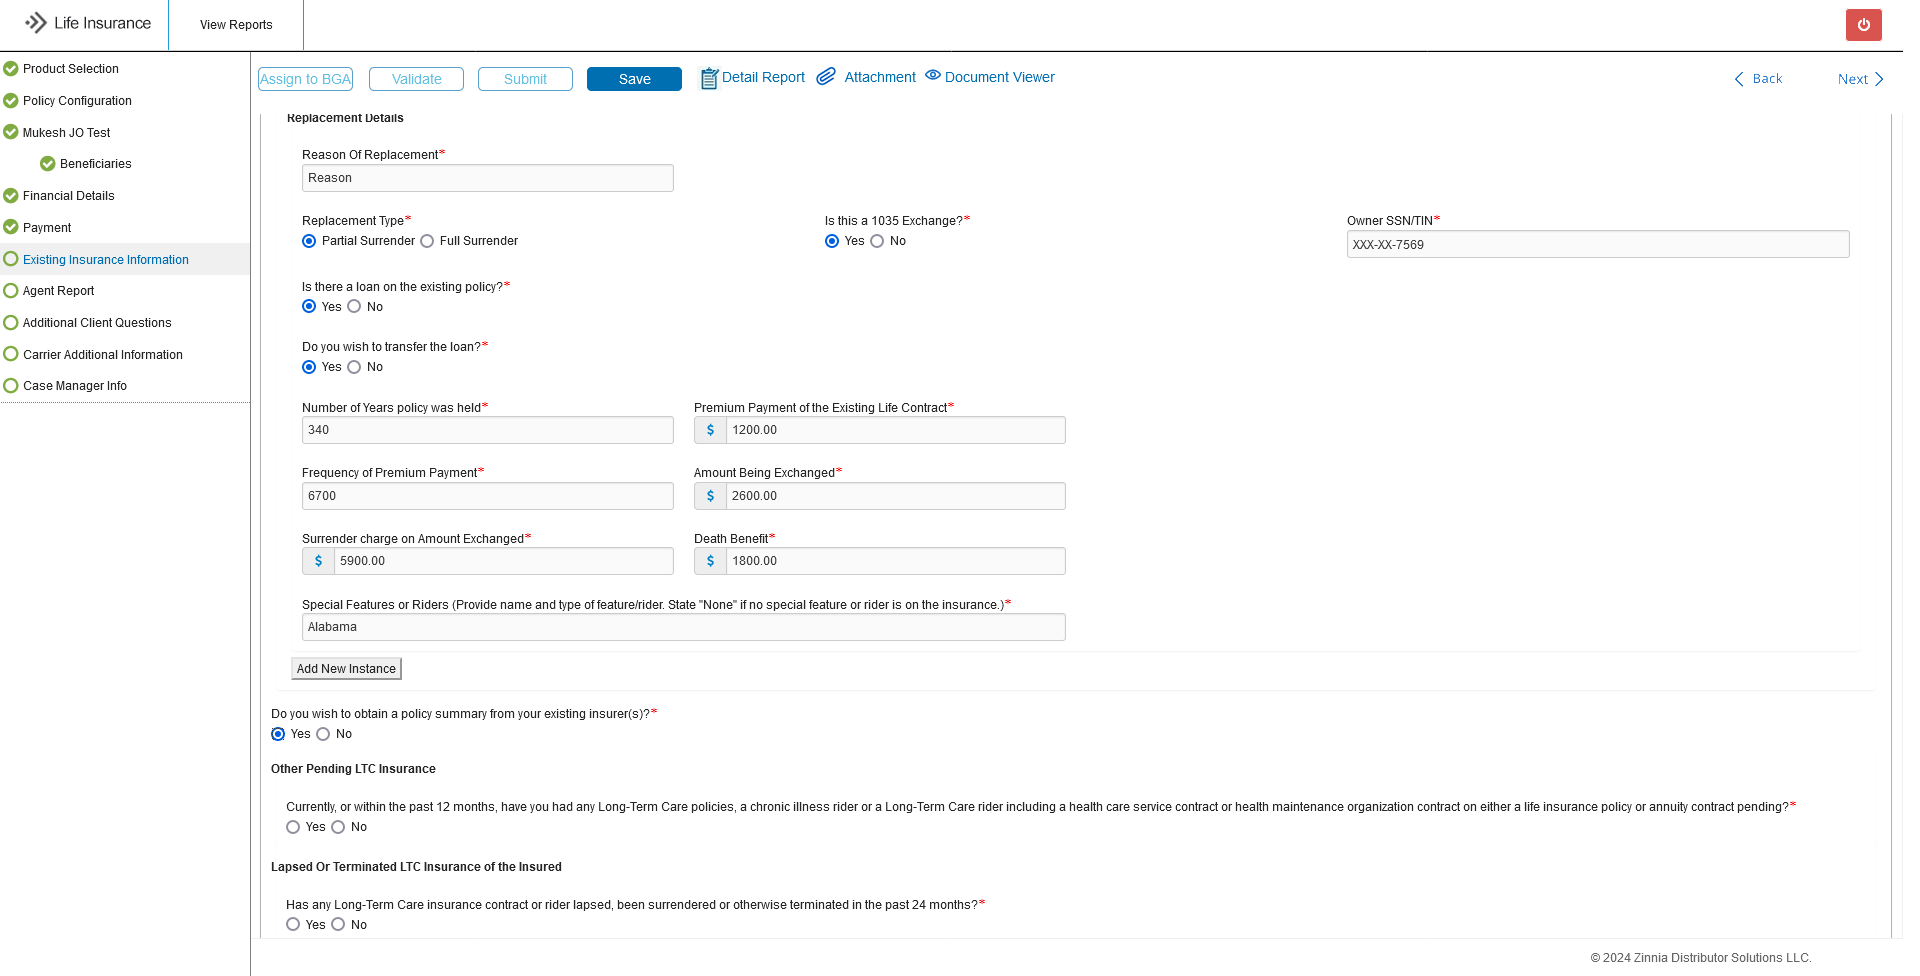 Life Insurance
View Reports
Product Selection
Policy Configuration
Mukesh JO Test
Beneficiaries
Financial Details
Payment
Existing Insurance Information
Agent Report
Additional Client Questions
Carrier Additional Information
Case Manager Info
Assign to BGA Validate Submit Save Detail Report Attachment Document Viewer Back Next
Replacement Details
Reason Of Replacement*
Reason
Replacement Type* Is this a 1035 Exchange?* Owner SSN/TIN*
Partial Surrender Full Surrender Yes No XXX-XX-7569
Is there a loan on the existing policy?*
Yes No
Do you wish to transfer the loan?*
Yes No
Number of Years policy was held* Premium Payment of the Existing Life Contract*
340 $ 1200.00
Frequency of Premium Payment* Amount Being Exchanged*
6700 $ 2600.00
Surrender charge on Amount Exchanged* Death Benefit*
$ 5900.00 $ 1800.00
Special Features or Riders (Provide name and type of feature/rider. State "None" if no special feature or rider is on the insurance.)*
Alabama
Add New Instance
Do you wish to obtain a policy summary from your existing insurer(s)?*
Yes No
Other Pending LTC Insurance
Currently, or within the past 12 months, have you had any Long-Term Care policies, a chronic illness rider or a Long-Term Care rider including a health care service contract or health maintenance organization contract on either a life insurance policy or annuity contract pending?*
Yes No
Lapsed Or Terminated LTC Insurance of the Insured
Has any Long-Term Care insurance contract or rider lapsed, been surrendered or otherwise terminated in the past 24 months?*
Yes No
© 2024 Zinnia Distributor Solutions LLC.